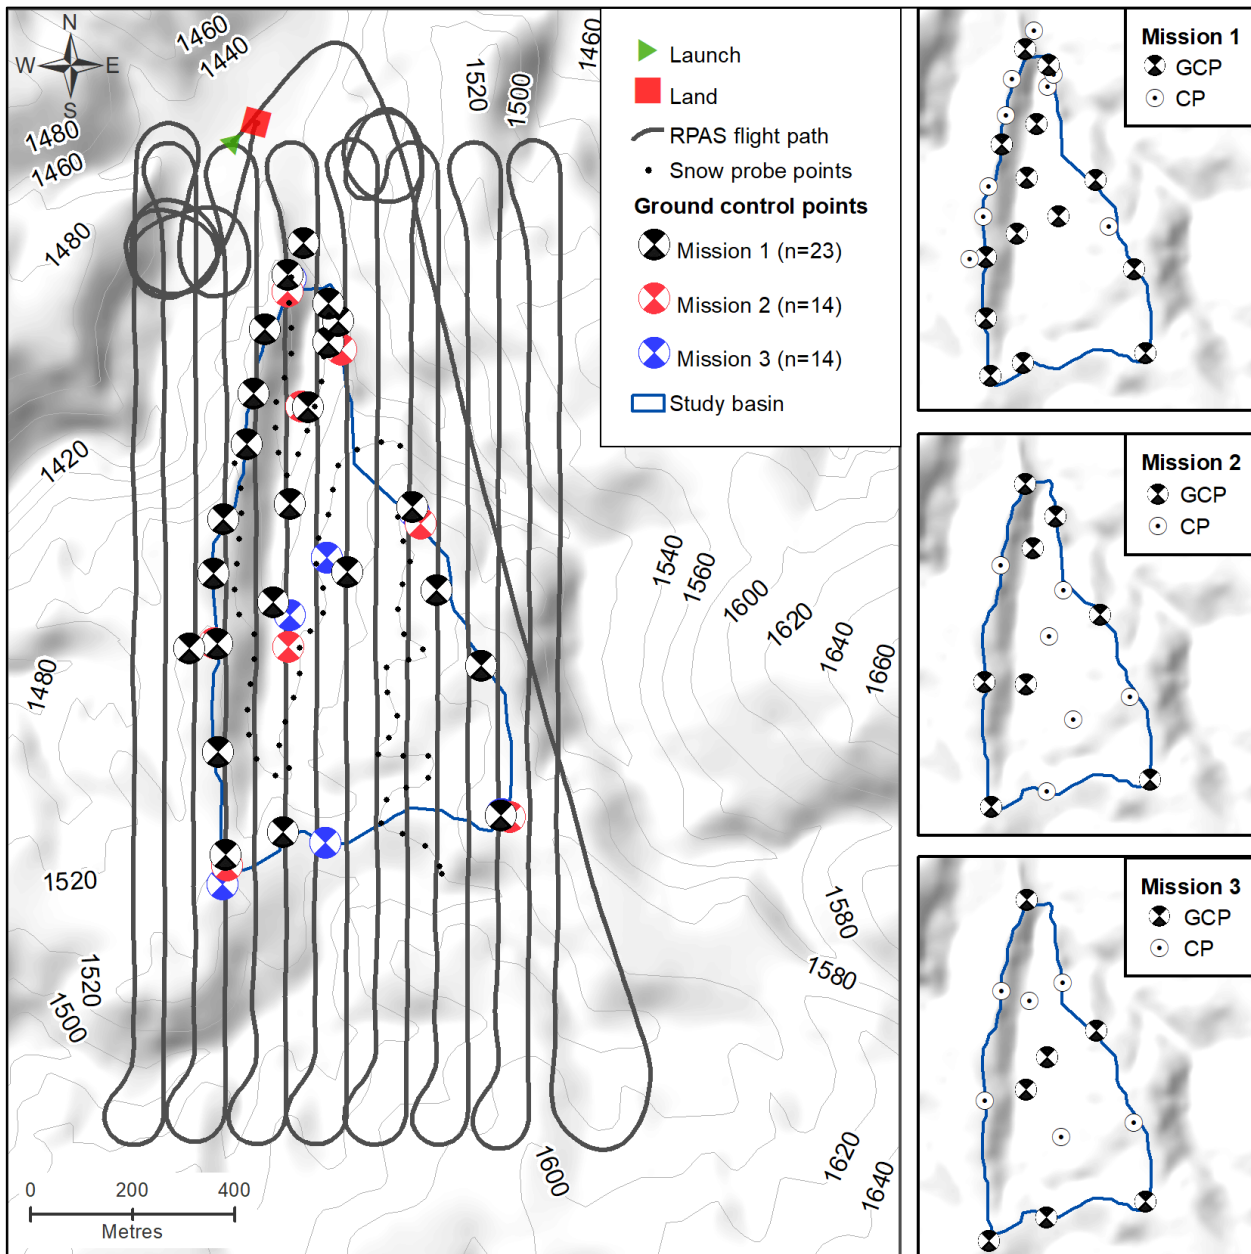 N
W
E
S
1460
1440
1480
1460
1480
1420
1480
1520
1520
1500
1520
1500
1460
1540
1560
1600
1620
1640
1660
1580
1580
1600
1620
1640
0 200 400
Metres
Launch
Land
RPAS flight path
Snow probe points
Ground control points
Mission 1 (n=23)
Mission 2 (n=14)
Mission 3 (n=14)
Study basin
Mission 1
GCP
CP
Mission 2
GCP
CP
Mission 3
GCP
CP